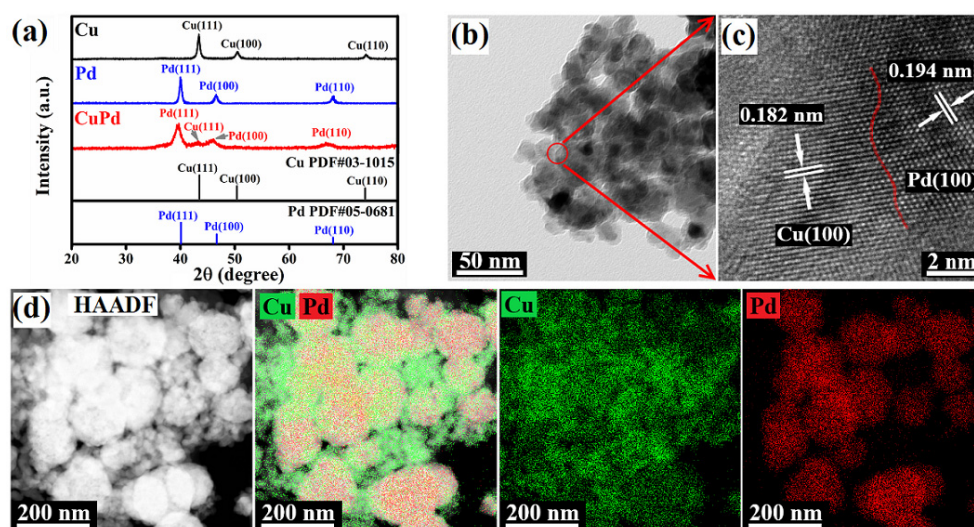 (a)
Cu
Cu(111)
Cu(100)
Cu(110)
Pd
Pd(111)
Pd(100)
Pd(110)
CuPd
Pd(111)
Cu(111)
Pd(100)
Pd(110)
Cu PDF#03-1015
Cu(111)
Cu(100)
Cu(110)
Pd PDF#05-0681
Pd(111)
Pd(100)
Pd(110)
20 30 40 50 60 70 80
2θ (degree)
Intensity (a.u.)
(b)
50 nm
(c)
0.194 nm
0.182 nm
Pd(100)
Cu(100)
2 nm
(d) HAADF
200 nm
Cu Pd
200 nm
Cu
200 nm
Pd
200 nm